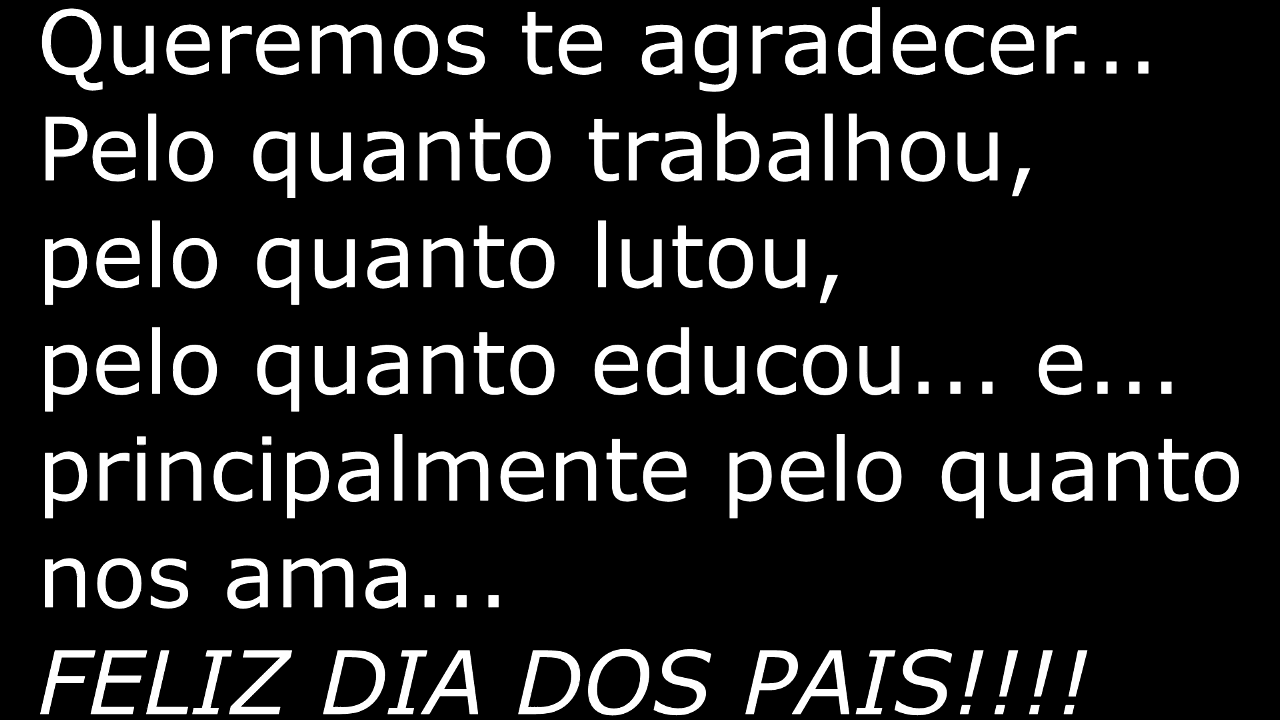 Queremos te agradecer...
Pelo quanto trabalhou,
pelo quanto lutou,
pelo quanto educou... e...
principalmente pelo quanto
nos ama...
FELIZ DIA DOS PAIS!!!!